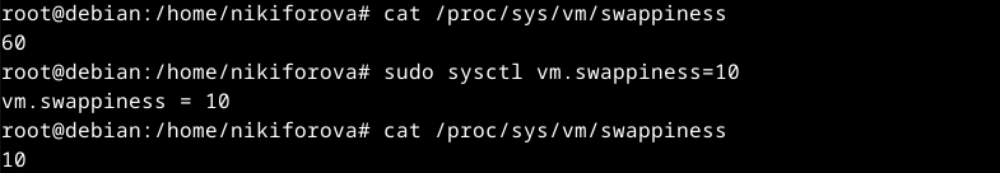 root@debian:/home/nikiforova# cat /proc/sys/vm/swappiness
60
root@debian:/home/nikiforova# sudo sysctl vm.swappiness=10
vm.swappiness = 10
root@debian:/home/nikiforova# cat /proc/sys/vm/swappiness
10